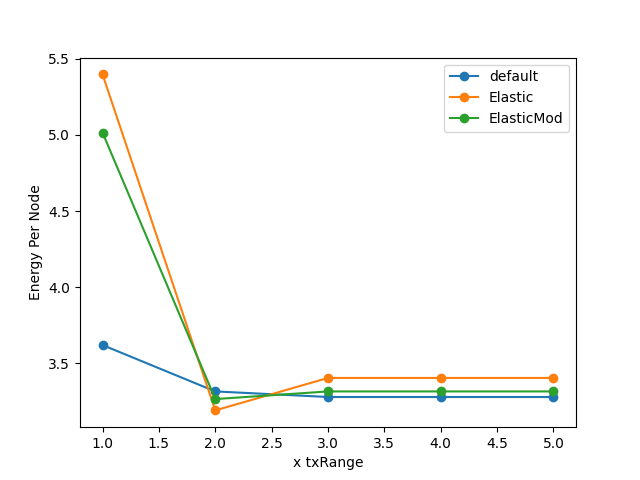 default
Elastic
ElasticMod
Energy Per Node
5.5
5.0
4.5
4.0
3.5
1.0 1.5 2.0 2.5 3.0 3.5 4.0 4.5 5.0
x txRange